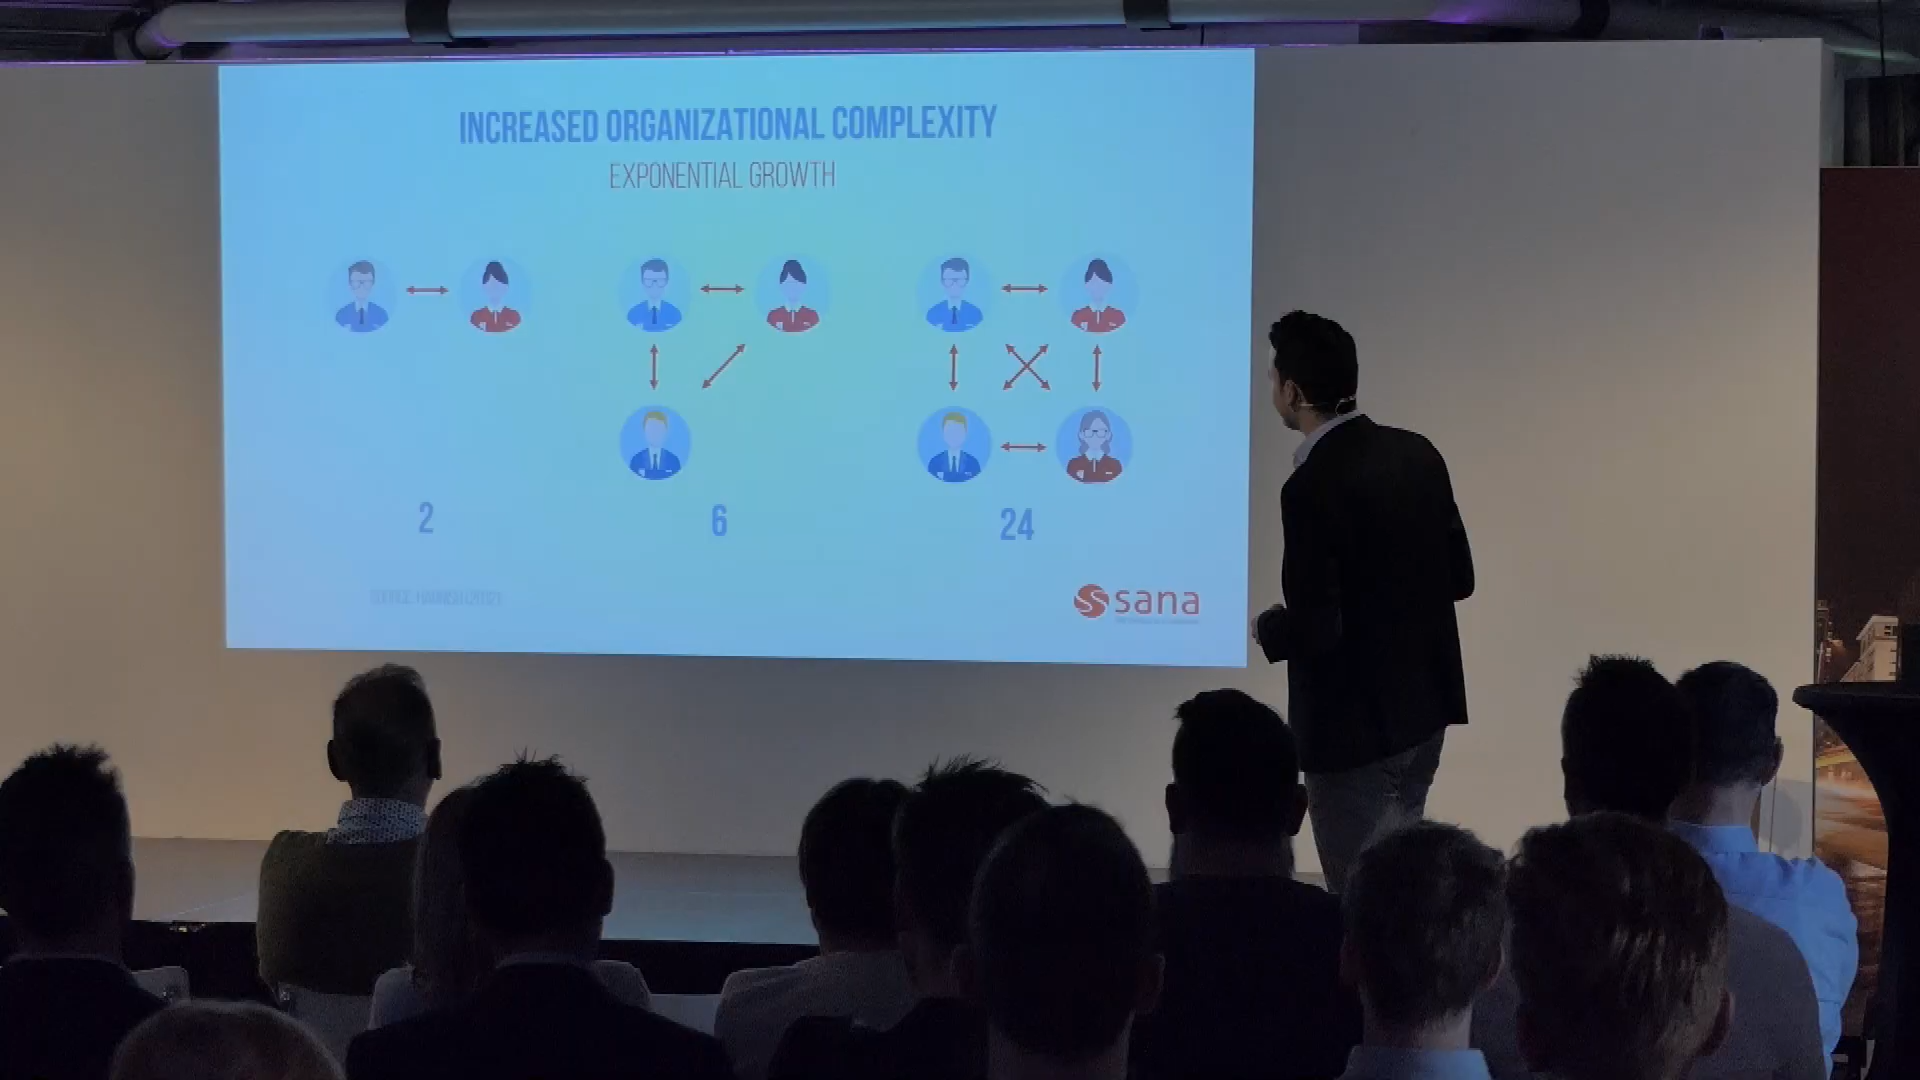 INCREASED ORGANIZATIONAL COMPLEXITY
EXPONENTIAL GROWTH
2
6
24
sana